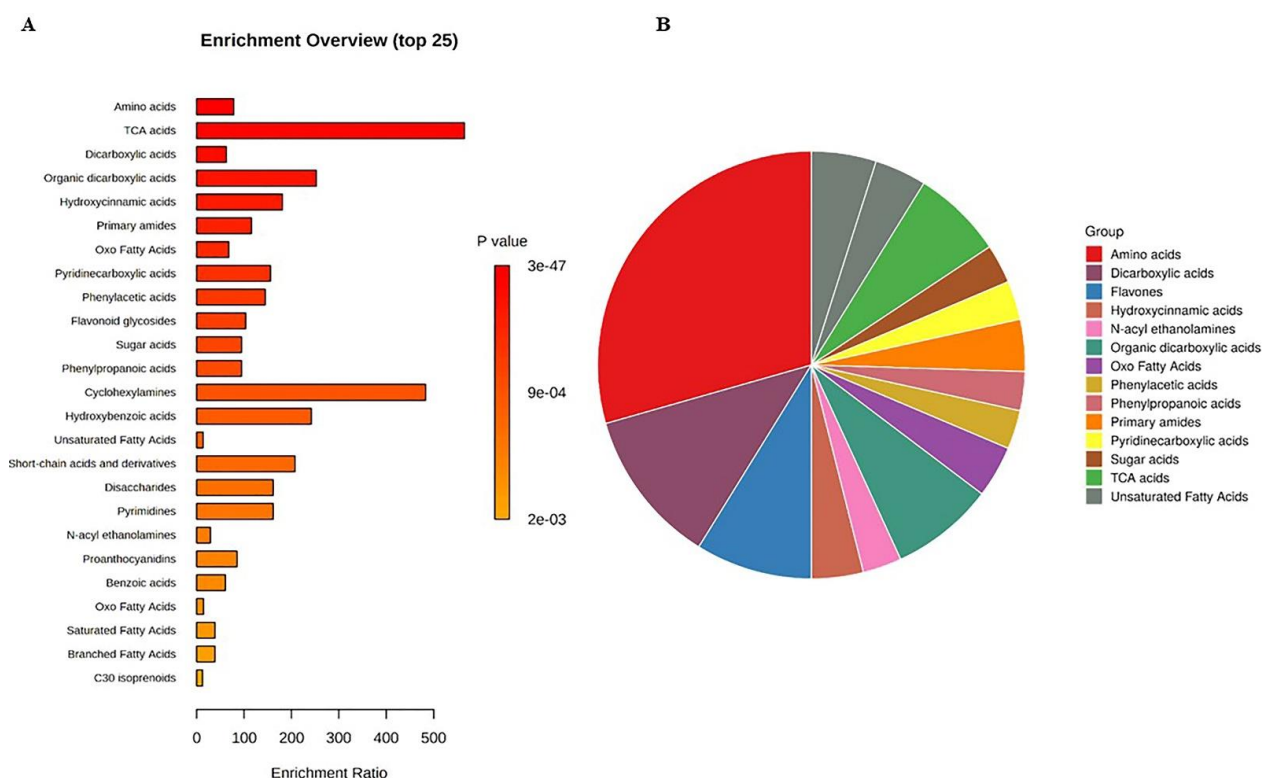 A
B
Enrichment Overview (top 25)
Amino acids
TCA acids
Dicarboxylic acids
Organic dicarboxylic acids
Hydroxycinnamic acids
Primary amides
Oxo Fatty Acids
Pyridinecarboxylic acids
Phenylacetic acids
Flavonoid glycosides
Sugar acids
Phenylpropanoic acids
Cyclohexylamines
Hydroxybenzoic acids
Unsaturated Fatty Acids
Short-chain acids and derivatives
Disaccharides
Pyrimidines
N-acyl ethanolamines
Proanthocyanidins
Benzoic acids
Oxo Fatty Acids
Saturated Fatty Acids
Branched Fatty Acids
C30 isoprenoids
0 100 200 300 400 500
Enrichment Ratio
P value
3e-47
9e-04
2e-03
Group
Amino acids
Dicarboxylic acids
Flavones
Hydroxycinnamic acids
N-acyl ethanolamines
Organic dicarboxylic acids
Oxo Fatty Acids
Phenylacetic acids
Phenylpropanoic acids
Primary amides
Pyridinecarboxylic acids
Sugar acids
TCA acids
Unsaturated Fatty Acids